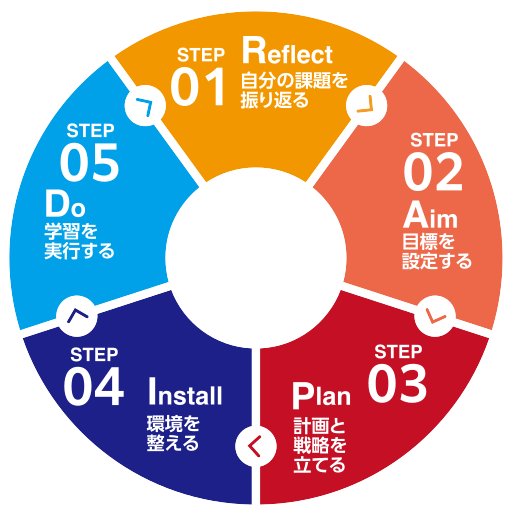 STEP
01
Reflect
自分の課題を
振り返る
STEP
02
Aim
目標を
設定する
STEP
03
Plan
計画と
戦略を
立てる
STEP
04
Install
環境を
整える
STEP
05
Do
学習を
実行する